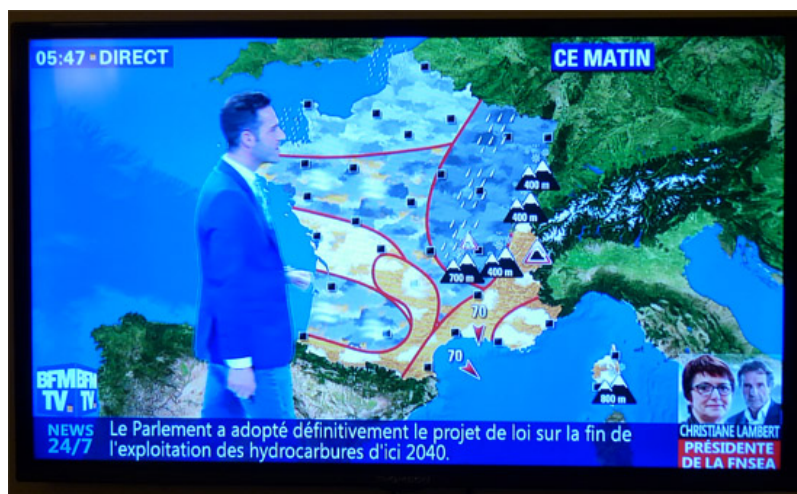 05:47 DIRECT
CE MATIN
400 m
400 m
700 m
400 m
70
70
800 m
BFM BFM
TV. TV.
CHRISTIANE LAMBERT
PRÉSIDENTE
DE LA FNSEA
NEWS
24/7
Le Parlement a adopté définitivement le projet de loi sur la fin de
l'exploitation des hydrocarbures d'ici 2040.